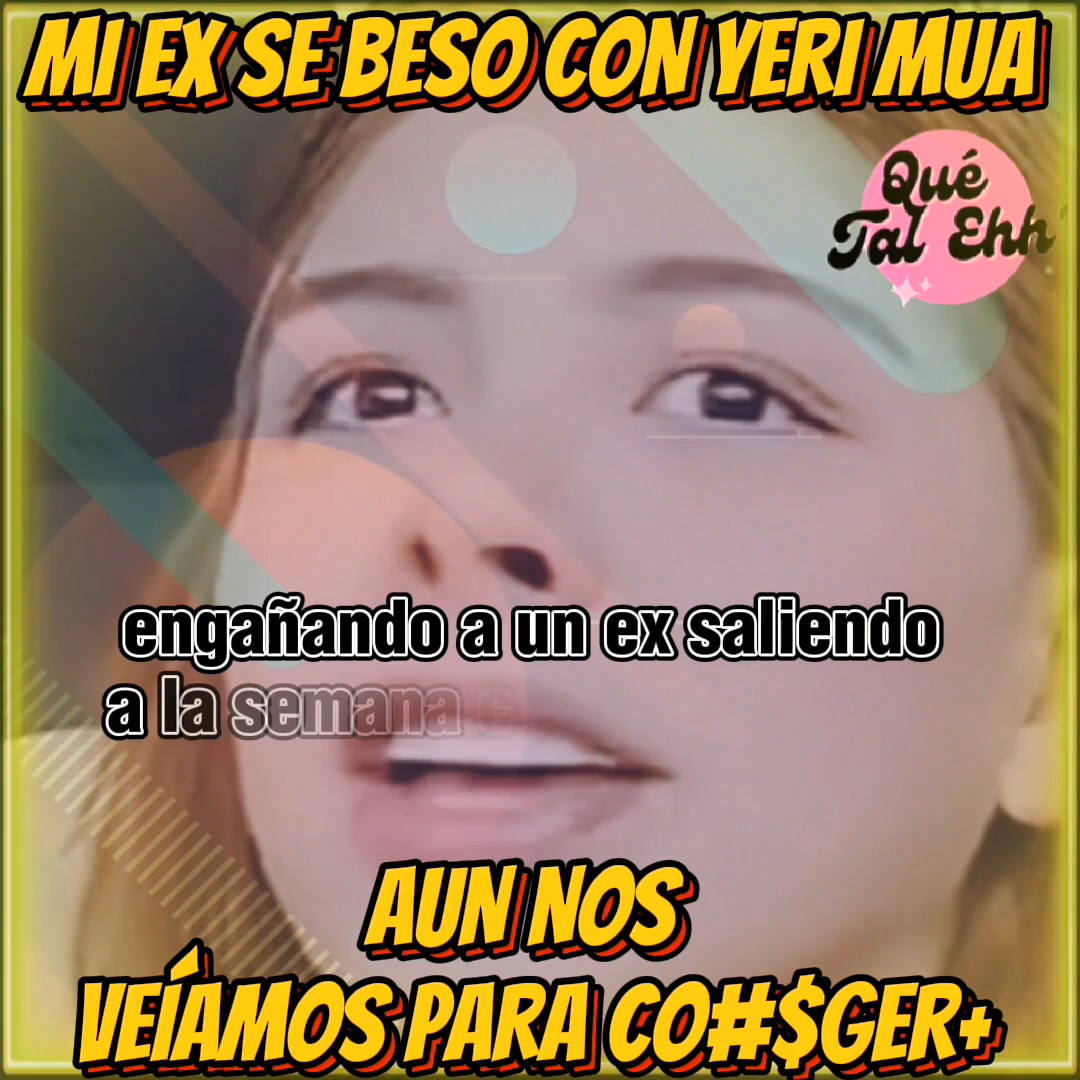 MI EX SE BESO CON YERI MUA
Qué
Tal Ehh
engañando a un ex saliendo
a la semana
AUN NOS
VEÍAMOS PARA CO#$GER+